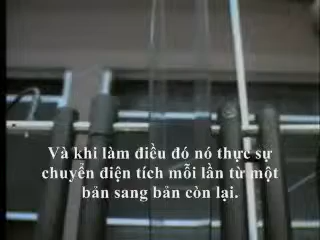 Và khi làm điều đó nó thực sự
chuyển điện tích mỗi lần từ một
bản sang bản còn lại.